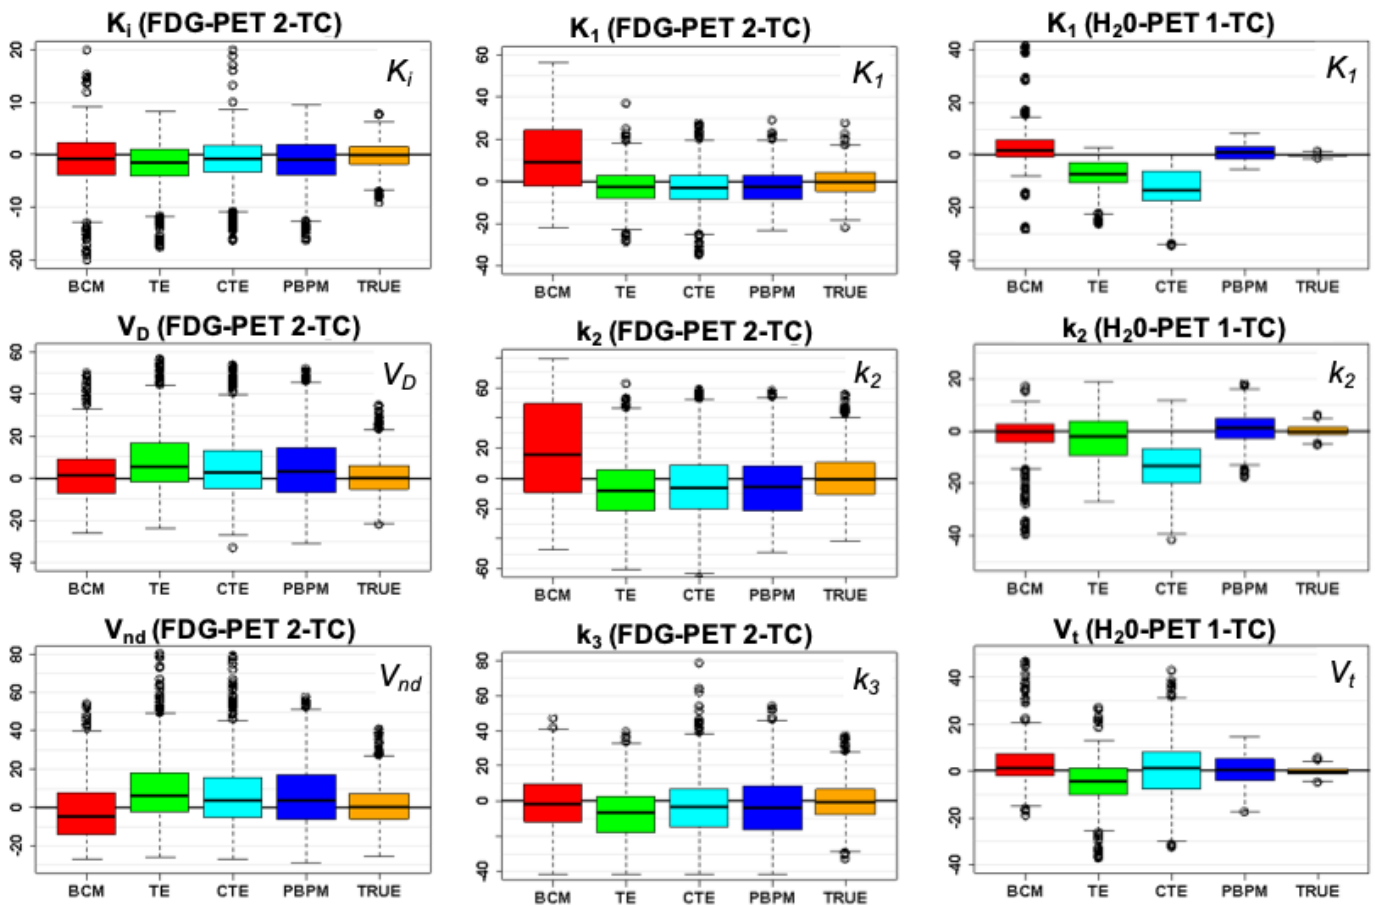 Kᵢ (FDG-PET 2-TC)
Kᵢ
20
10
0
-10
-20
BCM TE CTE PBPM TRUE
K₁ (FDG-PET 2-TC)
K₁
60
40
20
0
-20
-40
BCM TE CTE PBPM TRUE
K₁ (H₂0-PET 1-TC)
K₁
40
20
0
-20
-40
BCM TE CTE PBPM TRUE
V_D (FDG-PET 2-TC)
V_D
60
40
20
0
-20
-40
BCM TE CTE PBPM TRUE
k₂ (FDG-PET 2-TC)
k₂
60
20
0
-20
-60
BCM TE CTE PBPM TRUE
k₂ (H₂0-PET 1-TC)
k₂
20
0
-20
-40
BCM TE CTE PBPM TRUE
V_nd (FDG-PET 2-TC)
V_nd
80
60
40
20
0
-20
BCM TE CTE PBPM TRUE
k₃ (FDG-PET 2-TC)
k₃
80
60
40
20
0
-40
BCM TE CTE PBPM TRUE
Vₜ (H₂0-PET 1-TC)
Vₜ
40
20
0
-20
-40
BCM TE CTE PBPM TRUE